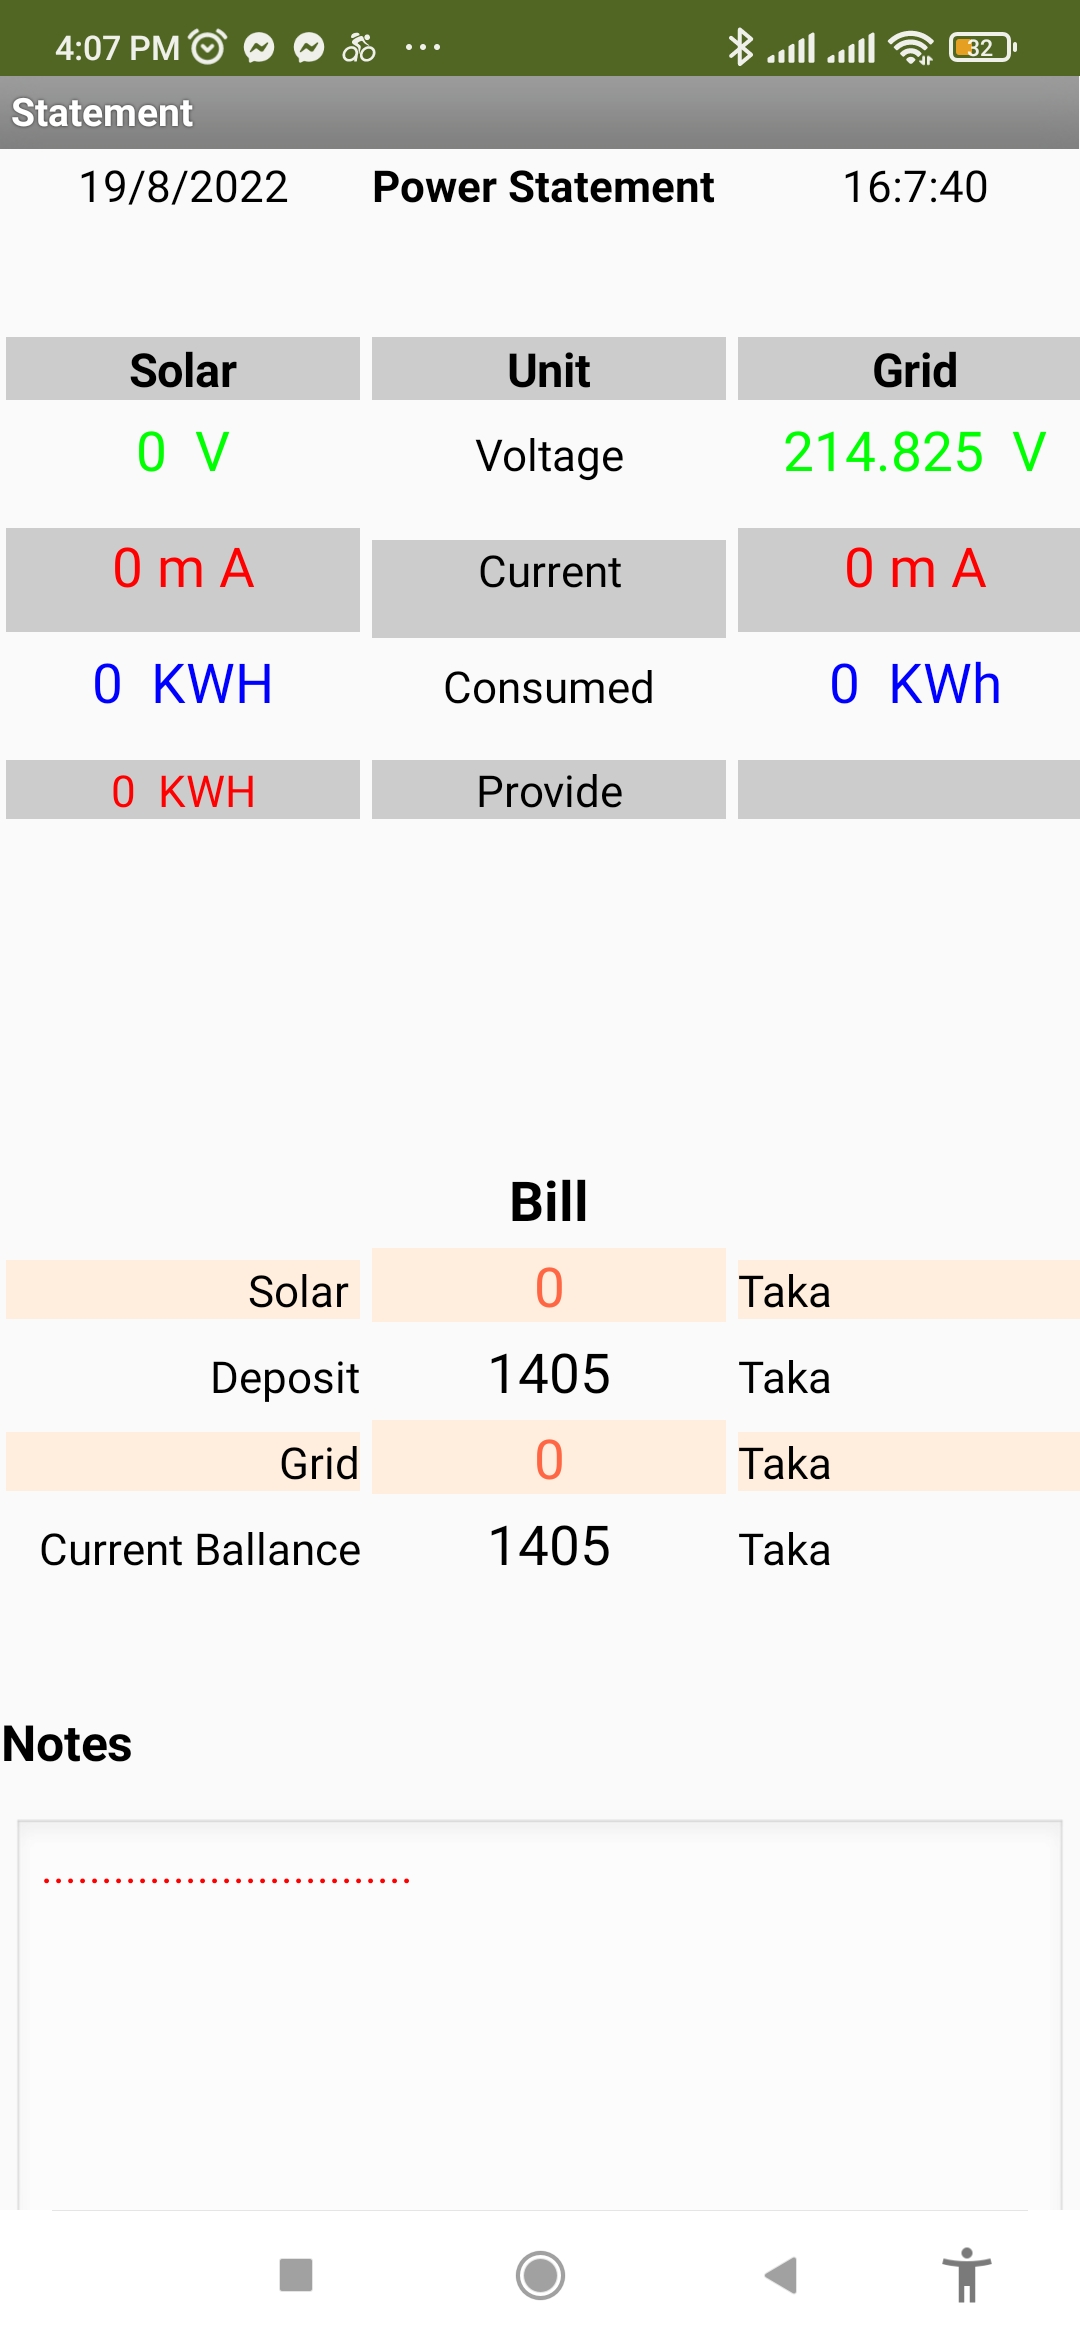 4:07 PM ... 32
Statement
19/8/2022 Power Statement 16:7:40
Solar Unit Grid
0 V Voltage 214.825 V
0 m A Current 0 m A
0 KWH Consumed 0 KWh
0 KWH Provide
Bill
Solar 0 Taka
Deposit 1405 Taka
Grid 0 Taka
Current Ballance 1405 Taka
Notes
...............................